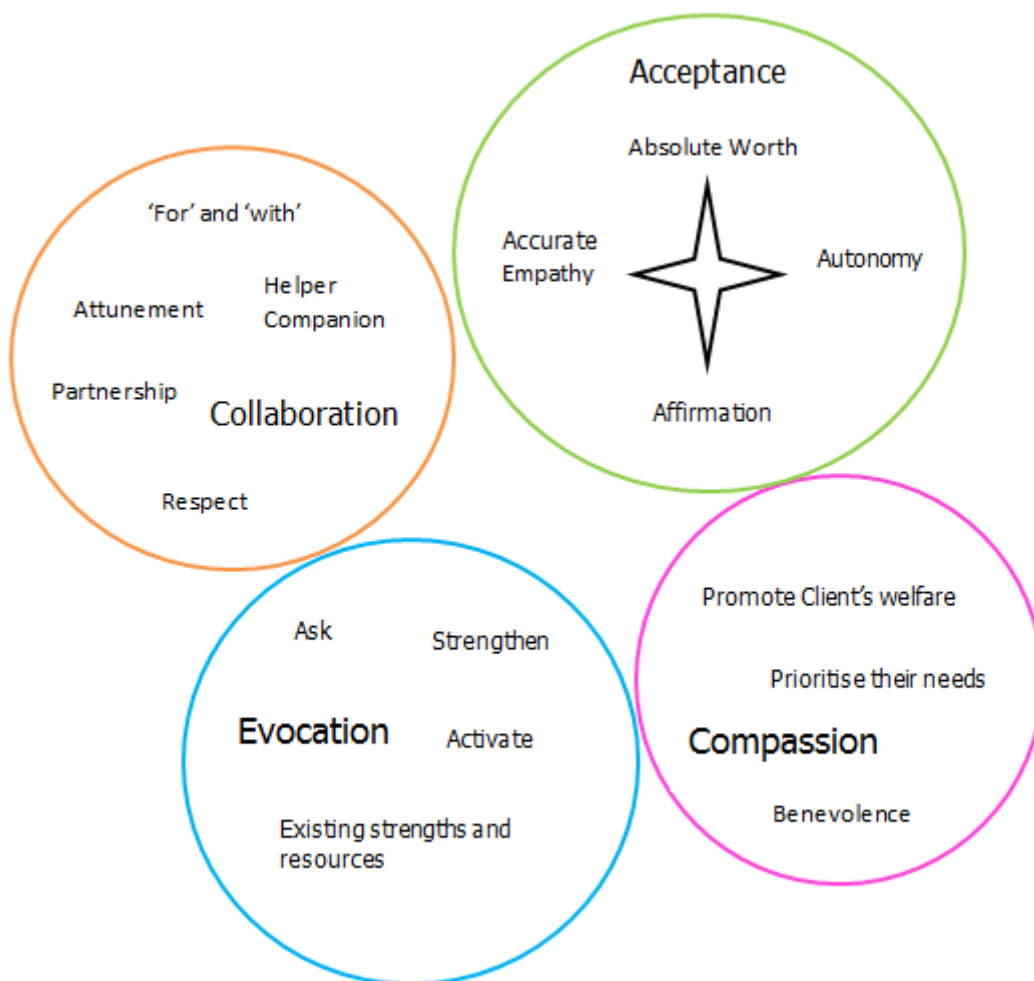 Acceptance
Absolute Worth
Accurate
Empathy
Autonomy
Affirmation
‘For’ and ‘with’
Helper
Companion
Attunement
Partnership
Collaboration
Respect
Ask
Strengthen
Evocation
Activate
Existing strengths and
resources
Promote Client’s welfare
Prioritise their needs
Compassion
Benevolence